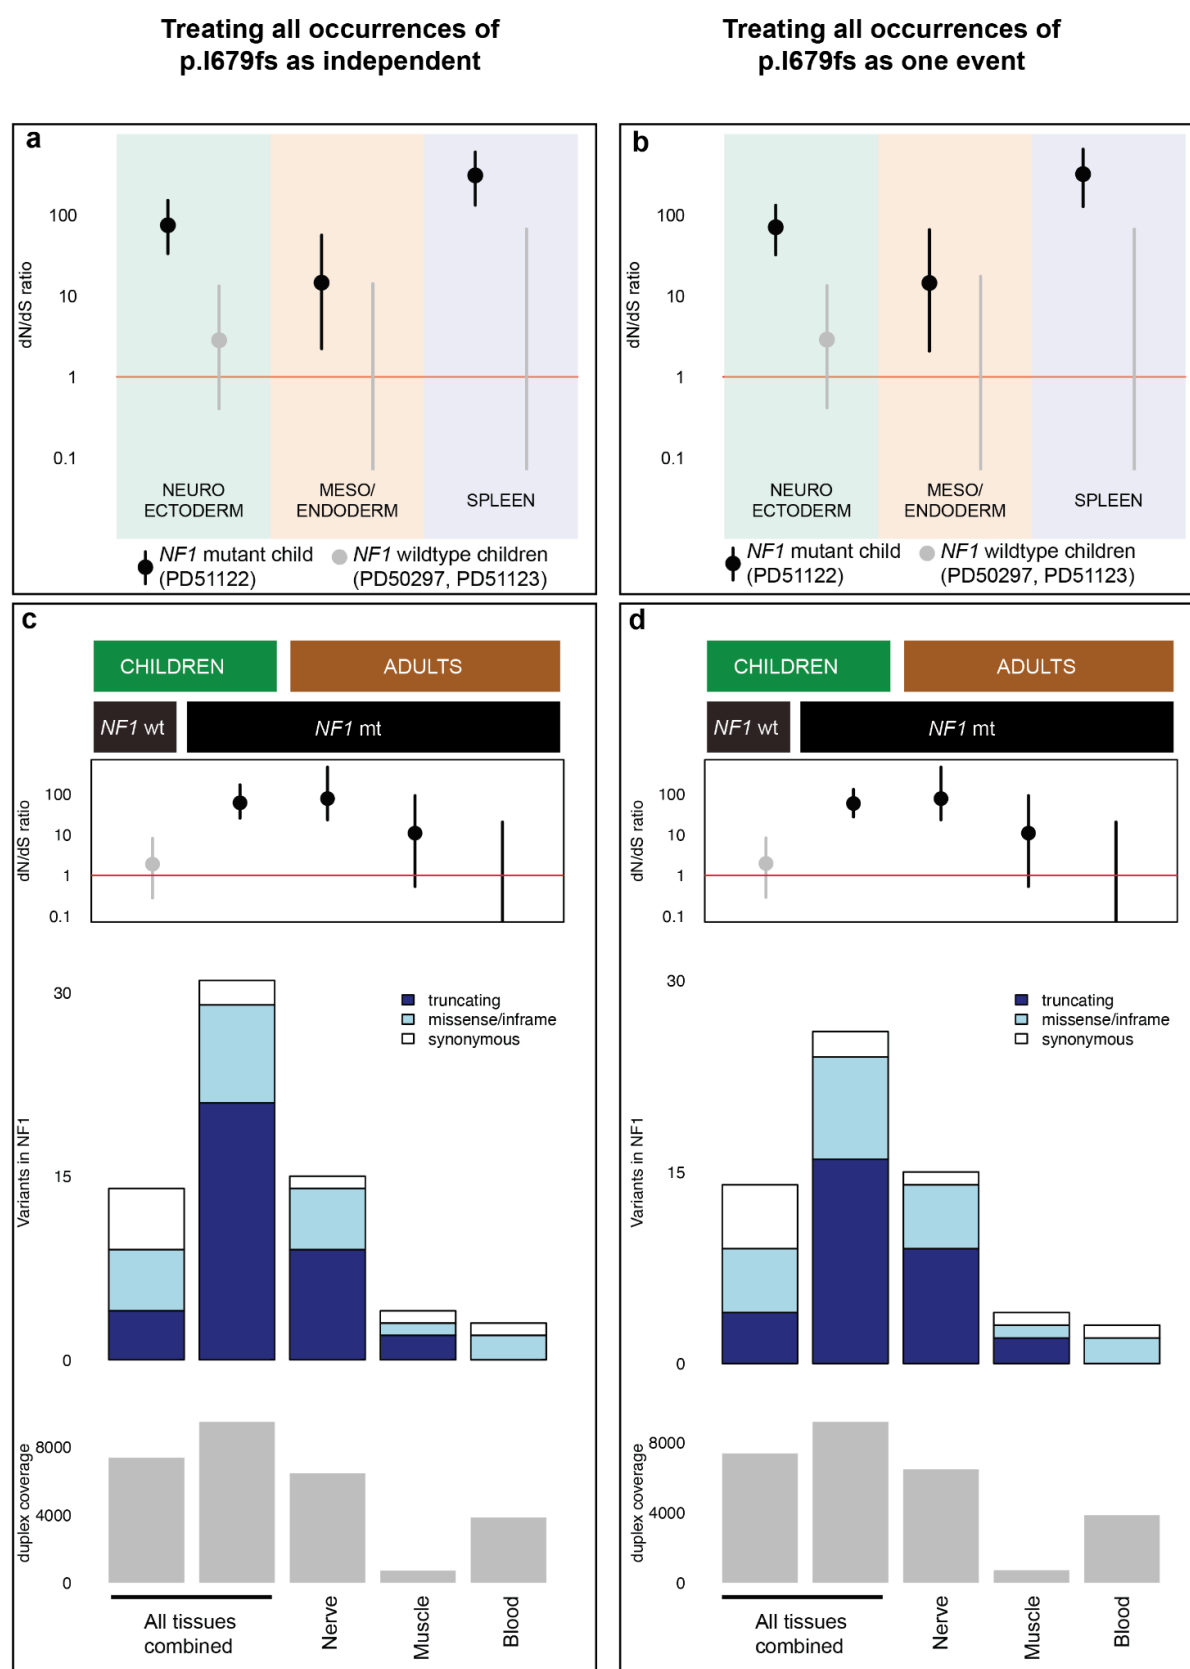 Treating all occurrences of
p.I679fs as independent
Treating all occurrences of
p.I679fs as one event
a
dN/dS ratio
100
10
1
0.1
NEURO
ECTODERM
MESO/
ENDODERM
SPLEEN
NF1 mutant child
(PD51122)
NF1 wildtype children
(PD50297, PD51123)
b
dN/dS ratio
100
10
1
0.1
NEURO
ECTODERM
MESO/
ENDODERM
SPLEEN
NF1 mutant child
(PD51122)
NF1 wildtype children
(PD50297, PD51123)
c
CHILDREN
ADULTS
NF1 wt
NF1 mt
dN/dS ratio
100
10
1
0.1
Variants in NF1
30
15
0
truncating
missense/inframe
synonymous
duplex coverage
8000
4000
0
All tissues
combined
Nerve
Muscle
Blood
d
CHILDREN
ADULTS
NF1 wt
NF1 mt
dN/dS ratio
100
10
1
0.1
Variants in NF1
30
15
0
truncating
missense/inframe
synonymous
duplex coverage
8000
4000
0
All tissues
combined
Nerve
Muscle
Blood